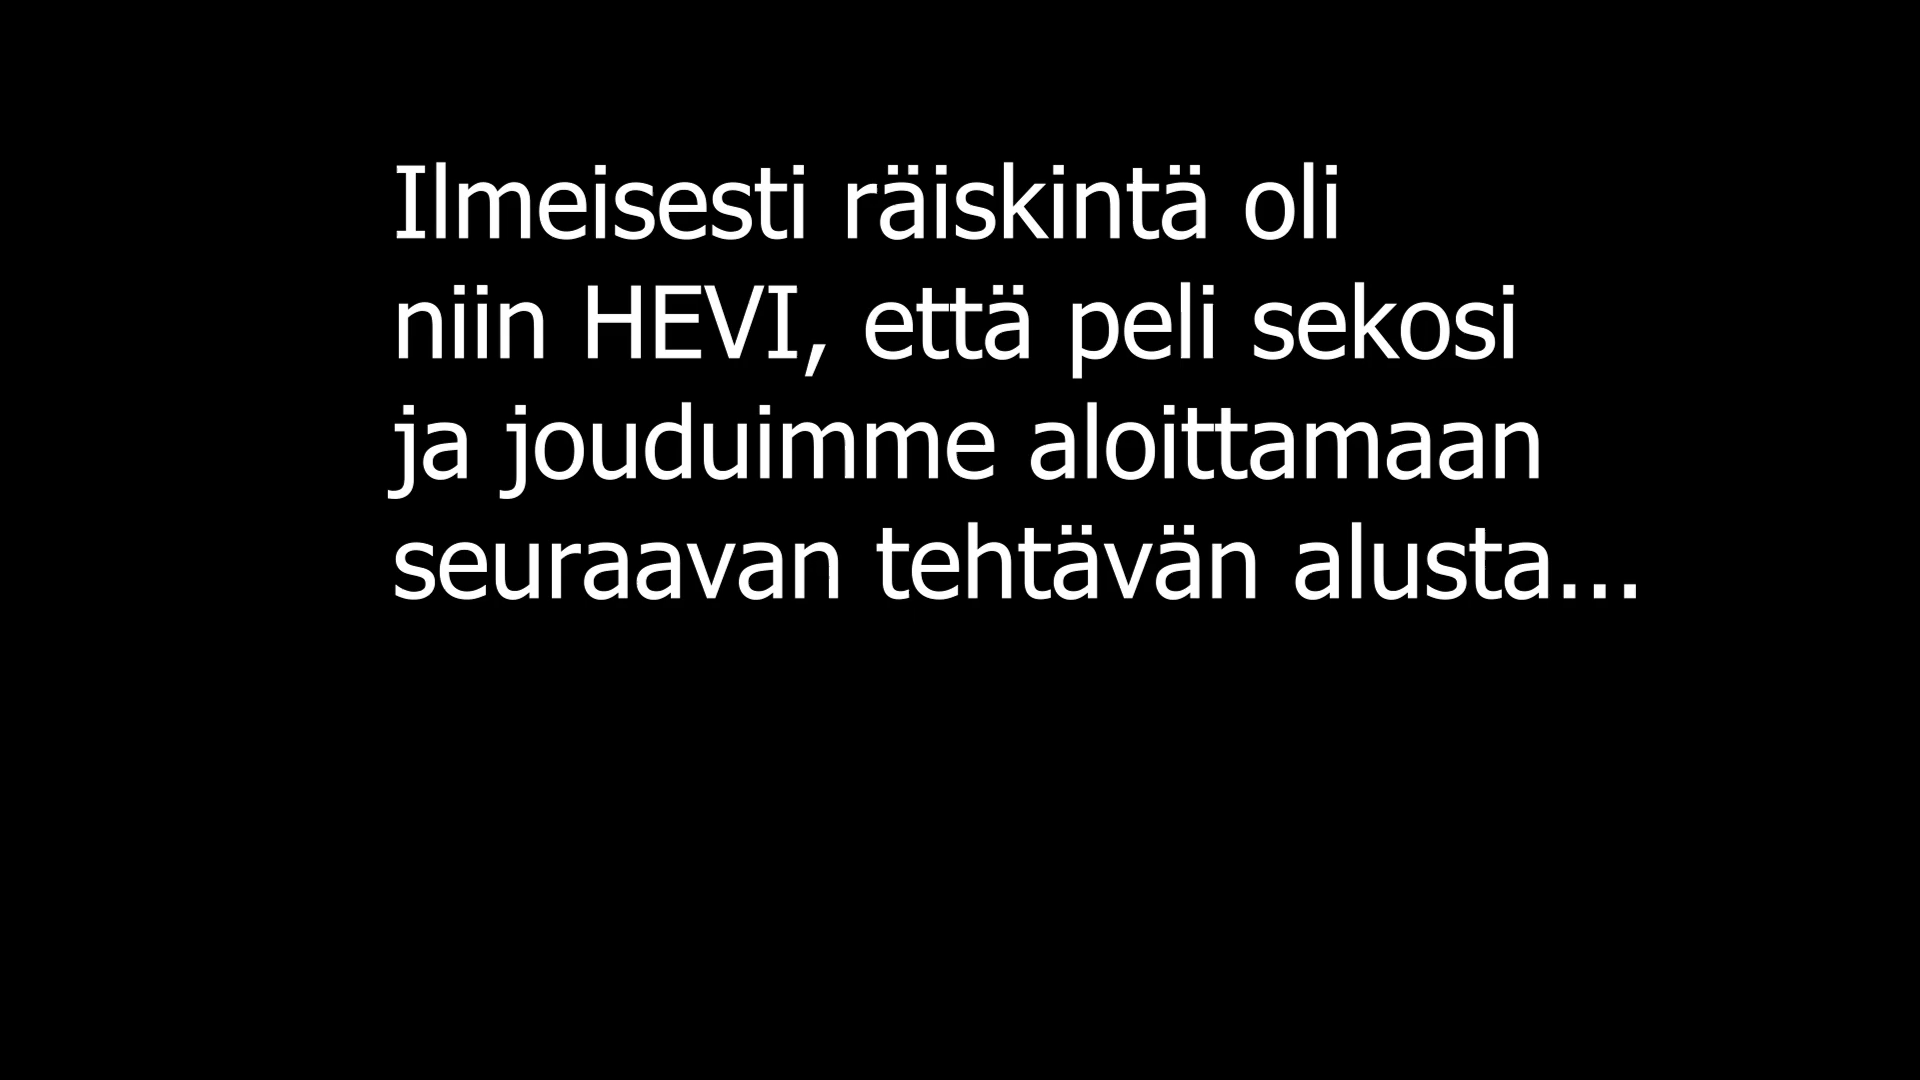 Ilmeisesti räiskintä oli
niin HEVI, että peli sekosi
ja jouduimme aloittamaan
seuraavan tehtävän alusta...